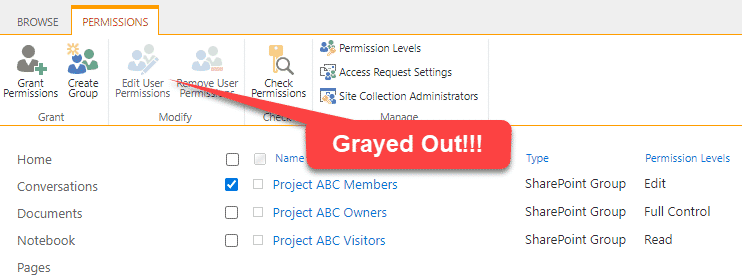 BROWSE PERMISSIONS
Grant Permissions
Create Group
Edit User Permissions
Remove User Permissions
Check Permissions
Permission Levels
Access Request Settings
Site Collection Administrators
Grant
Modify
Check
Manage
Grayed Out!!!
Home
Conversations
Documents
Notebook
Pages
Name Type Permission Levels
Project ABC Members SharePoint Group Edit
Project ABC Owners SharePoint Group Full Control
Project ABC Visitors SharePoint Group Read